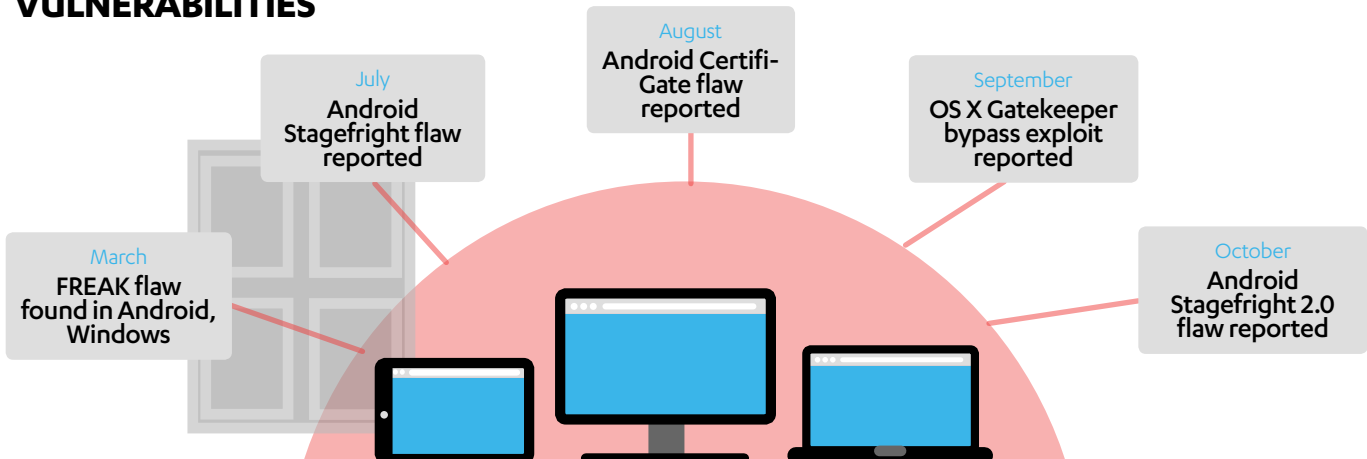 VULNERABILITIES
March
FREAK flaw
found in Android,
Windows
July
Android
Stagefright flaw
reported
August
Android Certifi-
Gate flaw
reported
September
OS X Gatekeeper
bypass exploit
reported
October
Android
Stagefright 2.0
flaw reported